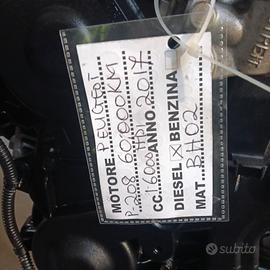 MOTORE.PEUGEOT
P-208 60.000KM
CC.1600 HDI ANNO.2017
DIESEL X BENZINA
MAT. BH02
subito